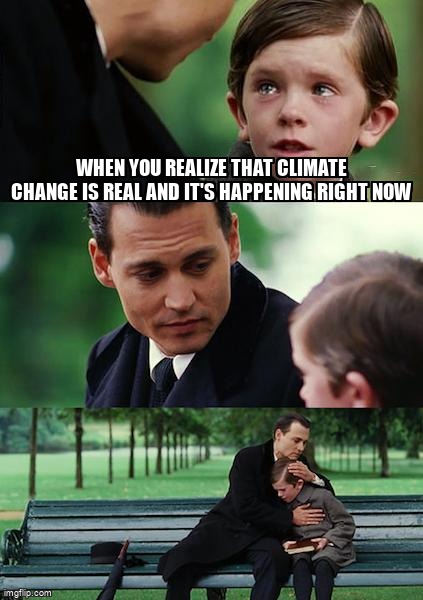 WHEN YOU REALIZE THAT CLIMATE
CHANGE IS REAL AND IT'S HAPPENING RIGHT NOW
imgflip.com